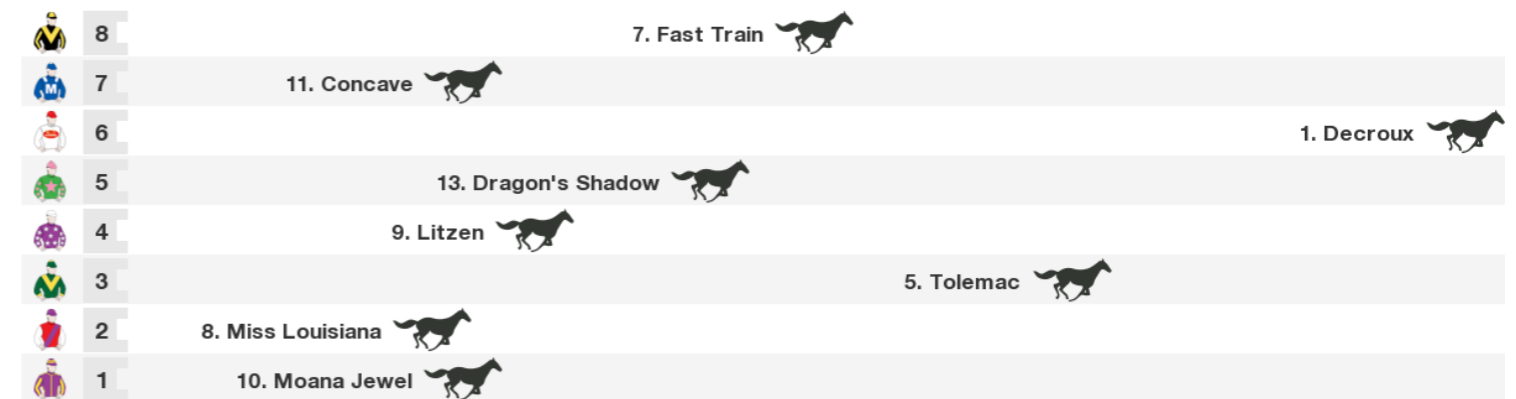 8 7. Fast Train
M 7 11. Concave
6 1. Decroux
5 13. Dragon's Shadow
4 9. Litzen
3 5. Tolemac
2 8. Miss Louisiana
1 10. Moana Jewel